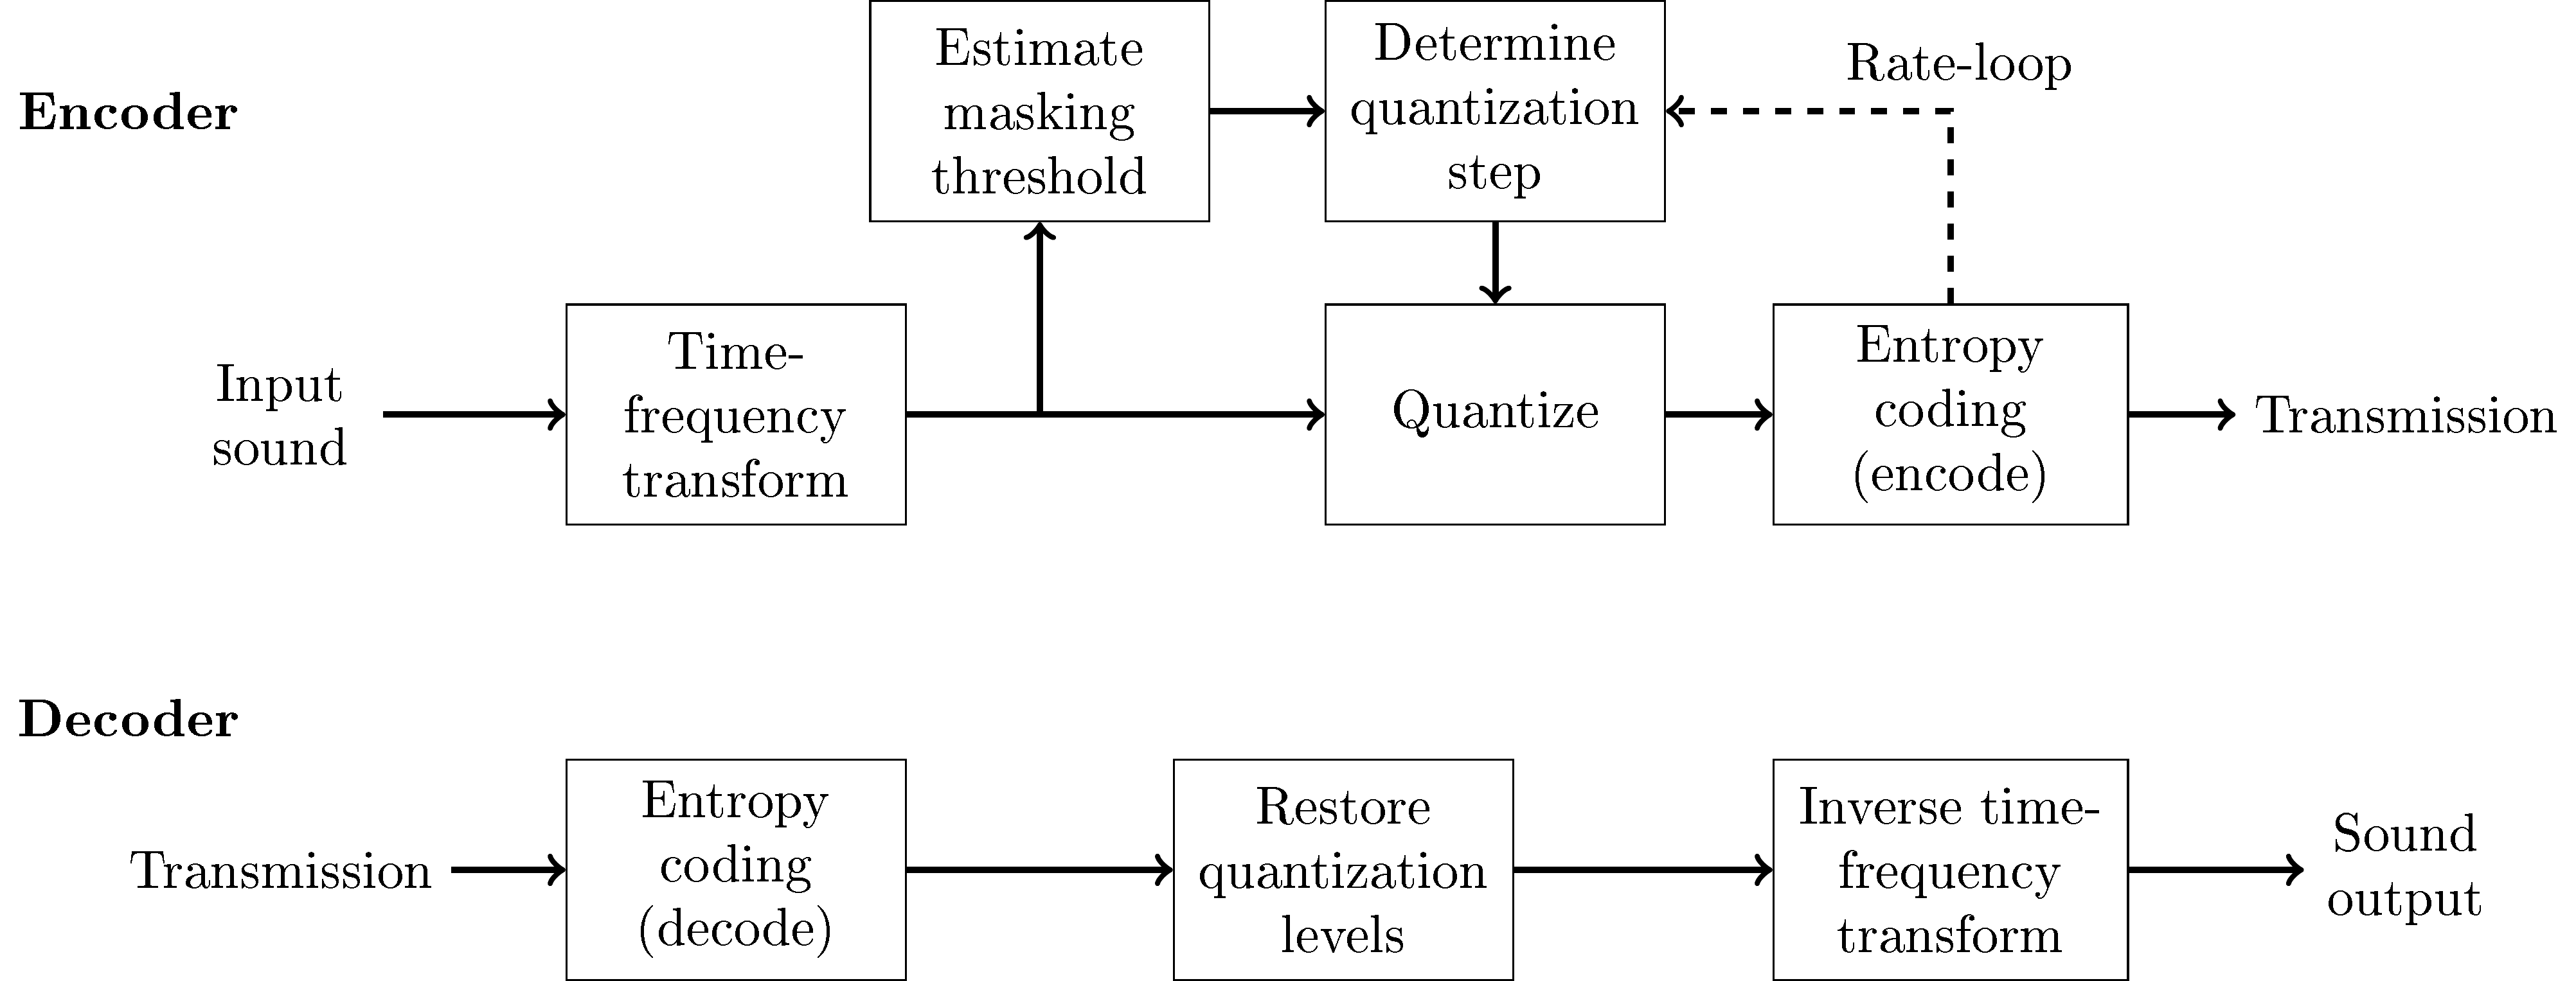 Encoder
Estimate
masking
threshold
Determine
quantization
step
Rate-loop
Input
sound
Time-
frequency
transform
Quantize
Entropy
coding
(encode)
Transmission
Decoder
Transmission
Entropy
coding
(decode)
Restore
quantization
levels
Inverse time-
frequency
transform
Sound
output